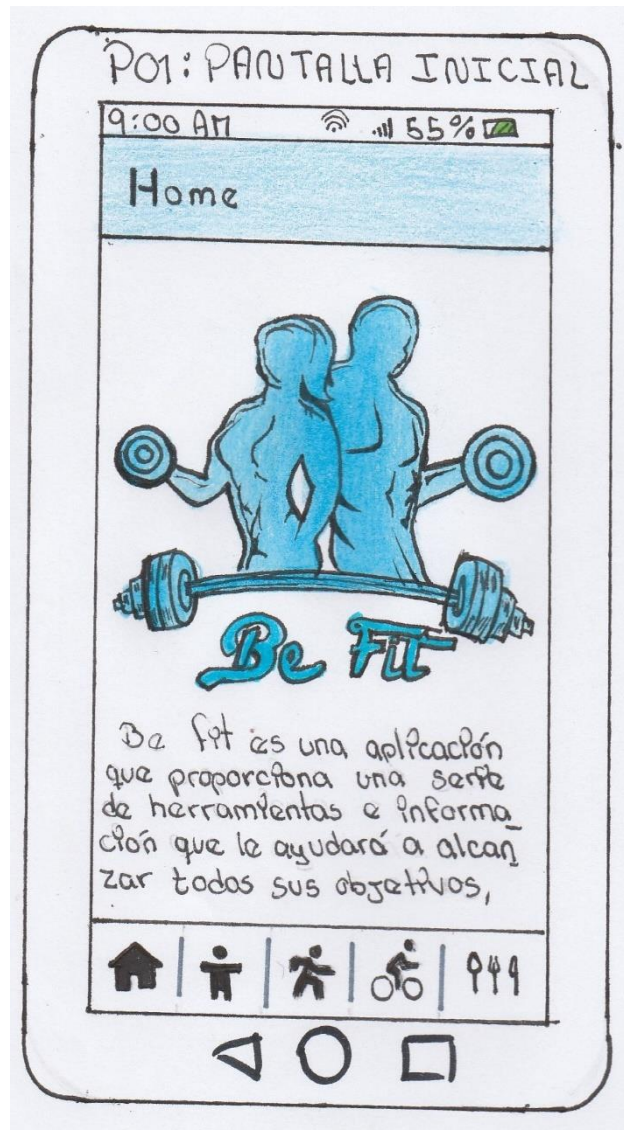 P01: PANTALLA INICIAL
9:00 AM 55%
Home
Be Fit
Be fit es una aplicación
que proporciona una serie
de herramientas e informa_
ción que le ayudará a alcan_
zar todos sus objetivos,